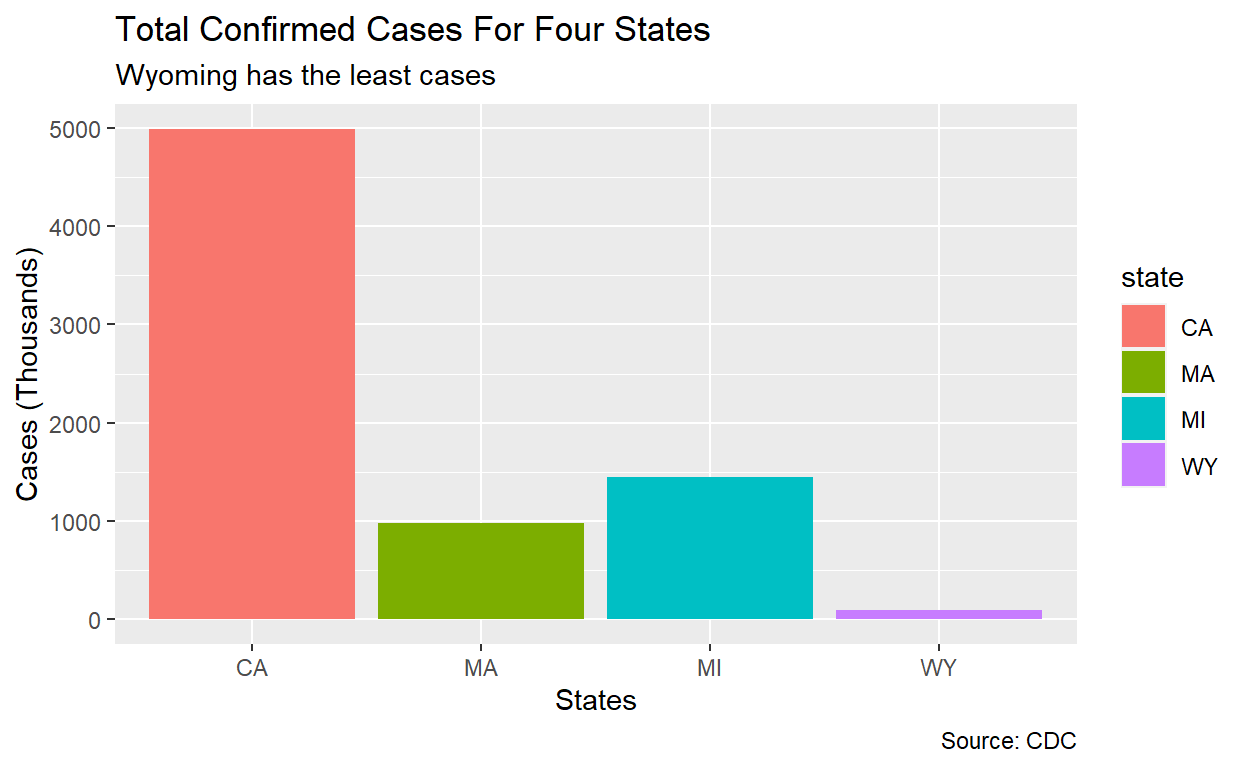 Total Confirmed Cases For Four States
Wyoming has the least cases
Cases (Thousands)
5000
4000
3000
2000
1000
0
CA
MA
MI
WY
States
state
CA
MA
MI
WY
Source: CDC